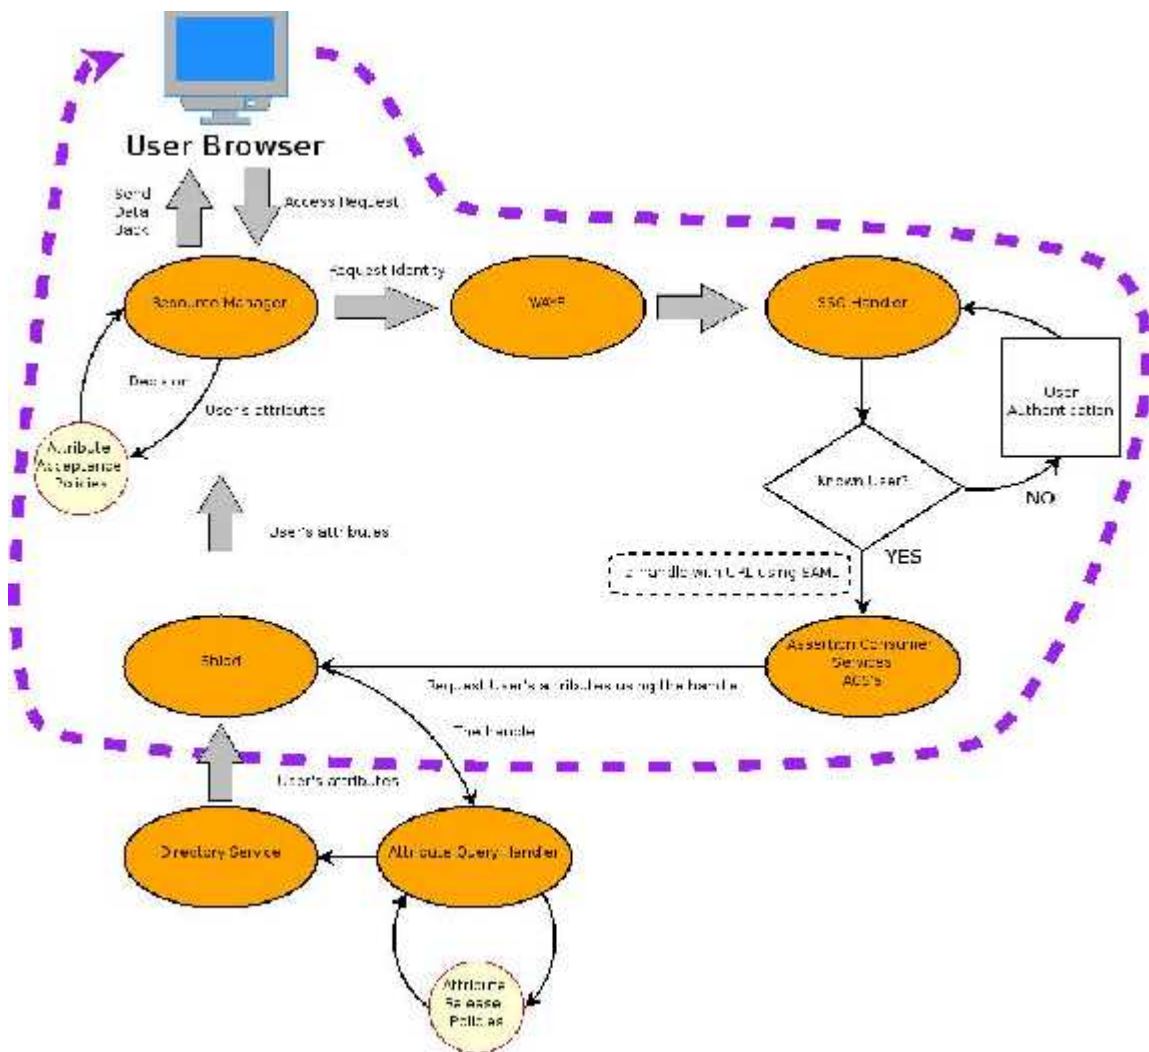 User Browser
Send
Data
Back
Access Request
Request Identity
Resource Manager
WAYF
SSO Handler
Decision
User's attributes
User
Authentication
Attribute
Acceptance
Policies
Known User?
NO
User's attributes
YES
handle with URL using SAML
Shibd
Assertion Consumer
Services
ACS's
Request User's attributes using the handle
The handle
User's attributes
Directory Service
Attribute Query Handler
Attribute
Release
Policies